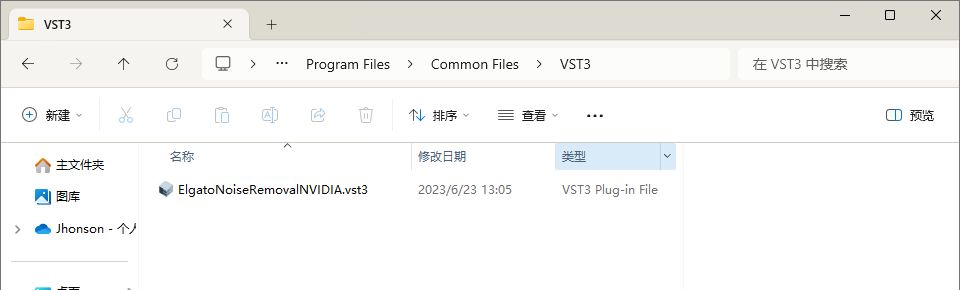 VST3
Program Files Common Files VST3 在 VST3 中搜索
新建 排序 查看 预览
名称 修改日期 类型
主文件夹
ElgatoNoiseRemovalNVIDIA.vst3 2023/6/23 13:05 VST3 Plug-in File
图库
Jhonson - 个人
桌面